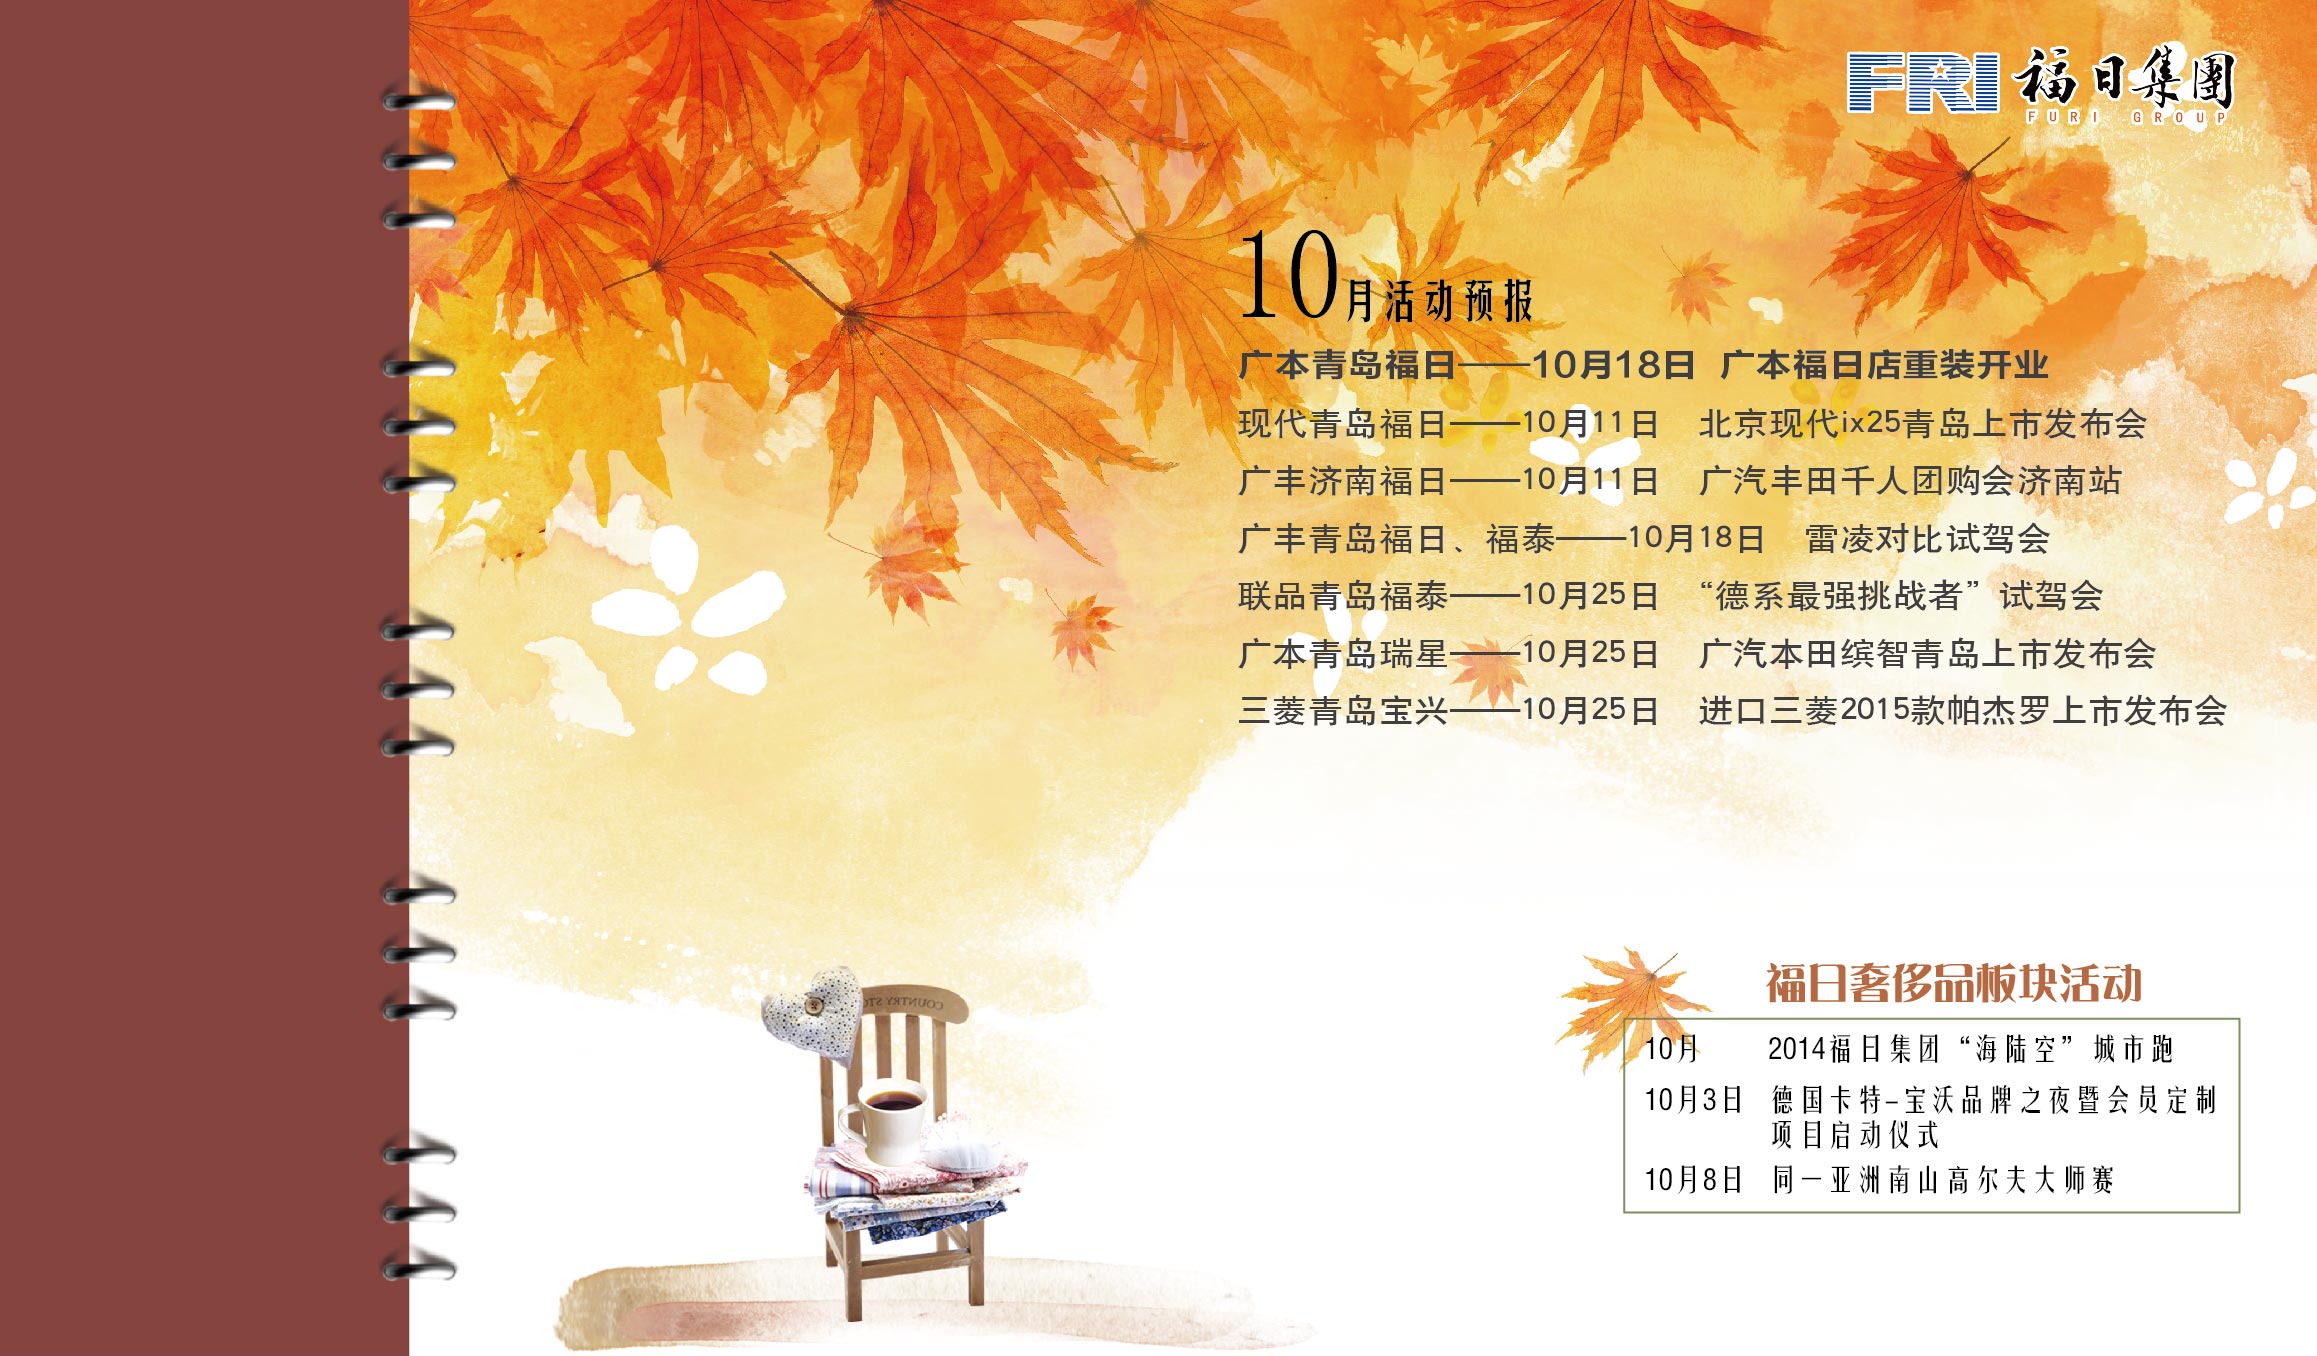 FRI 福日集團
FURI GROUP
10月活动预报
广本青岛福日——10月18日 广本福日店重装开业
现代青岛福日——10月11日 北京现代ix25青岛上市发布会
广丰济南福日——10月11日 广汽丰田千人团购会济南站
广丰青岛福日、福泰——10月18日 雷凌对比试驾会
联品青岛福泰——10月25日 “德系最强挑战者”试驾会
广本青岛瑞星——10月25日 广汽本田缤智青岛上市发布会
三菱青岛宝兴——10月25日 进口三菱2015款帕杰罗上市发布会
福日奢侈品板块活动
10月 2014福日集团“海陆空”城市跑
10月3日 德国卡特-宝沃品牌之夜暨会员定制
项目启动仪式
10月8日 同一亚洲南山高尔夫大师赛
COUNTRY